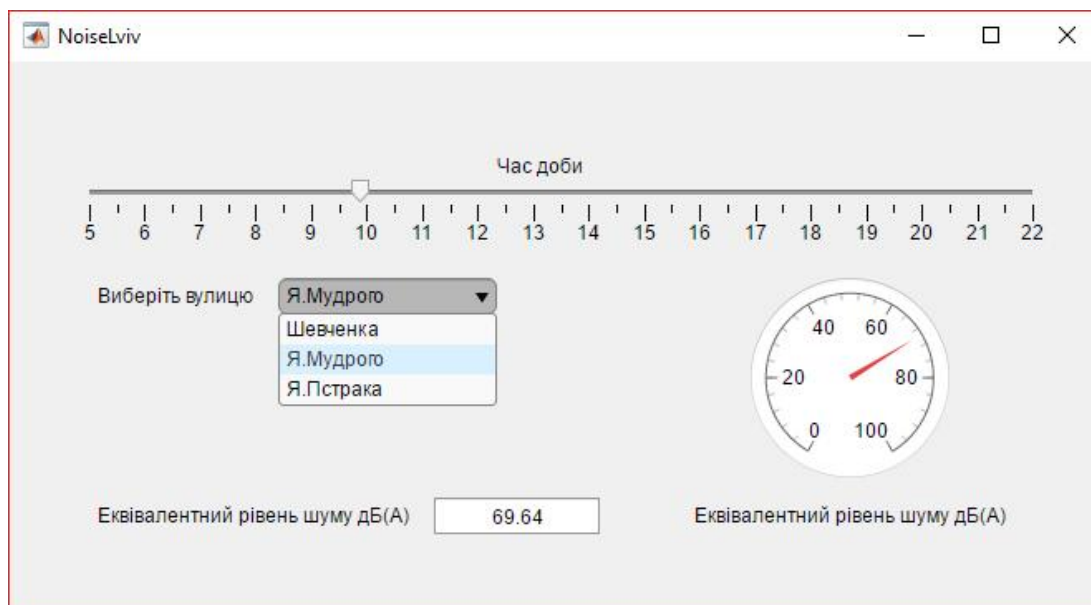 NoiseLviv
Час доби
5 6 7 8 9 10 11 12 13 14 15 16 17 18 19 20 21 22
Виберіть вулицю Я.Мудрого
Шевченка
Я.Мудрого
Я.Пстрака
40 60
20 80
0 100
Еквівалентний рівень шуму дБ(А) 69.64
Еквівалентний рівень шуму дБ(А)